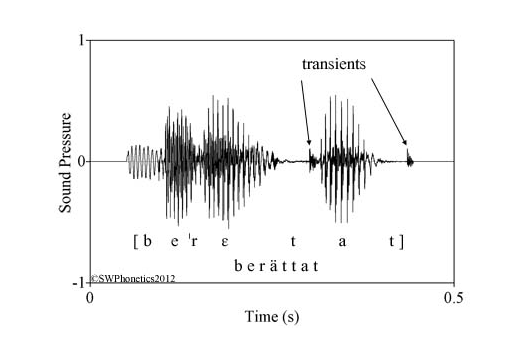 1
transients
Sound Pressure
0
[ b e ˈr ɛ t a t ]
b e r ä t t a t
©SWPhonetics2012
-1
0 0.5
Time (s)